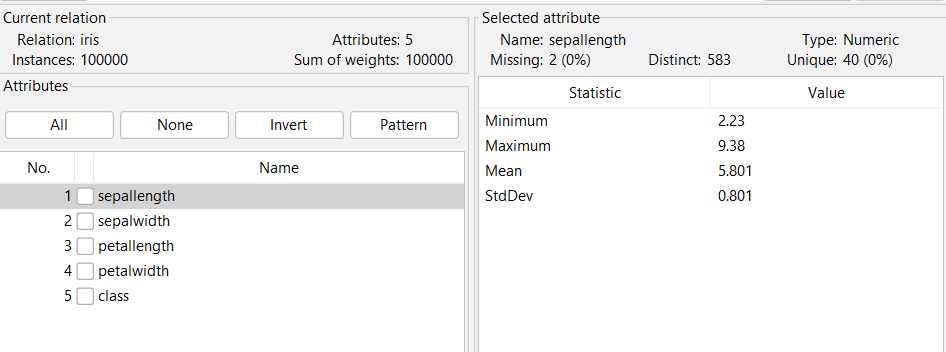 Current relation
Relation: iris
Attributes: 5
Instances: 100000
Sum of weights: 100000
Attributes
All
None
Invert
Pattern
No.
Name
1 sepallength
2 sepalwidth
3 petallength
4 petalwidth
5 class
Selected attribute
Name: sepallength
Type: Numeric
Missing: 2 (0%)
Distinct: 583
Unique: 40 (0%)
Statistic
Value
Minimum 2.23
Maximum 9.38
Mean 5.801
StdDev 0.801